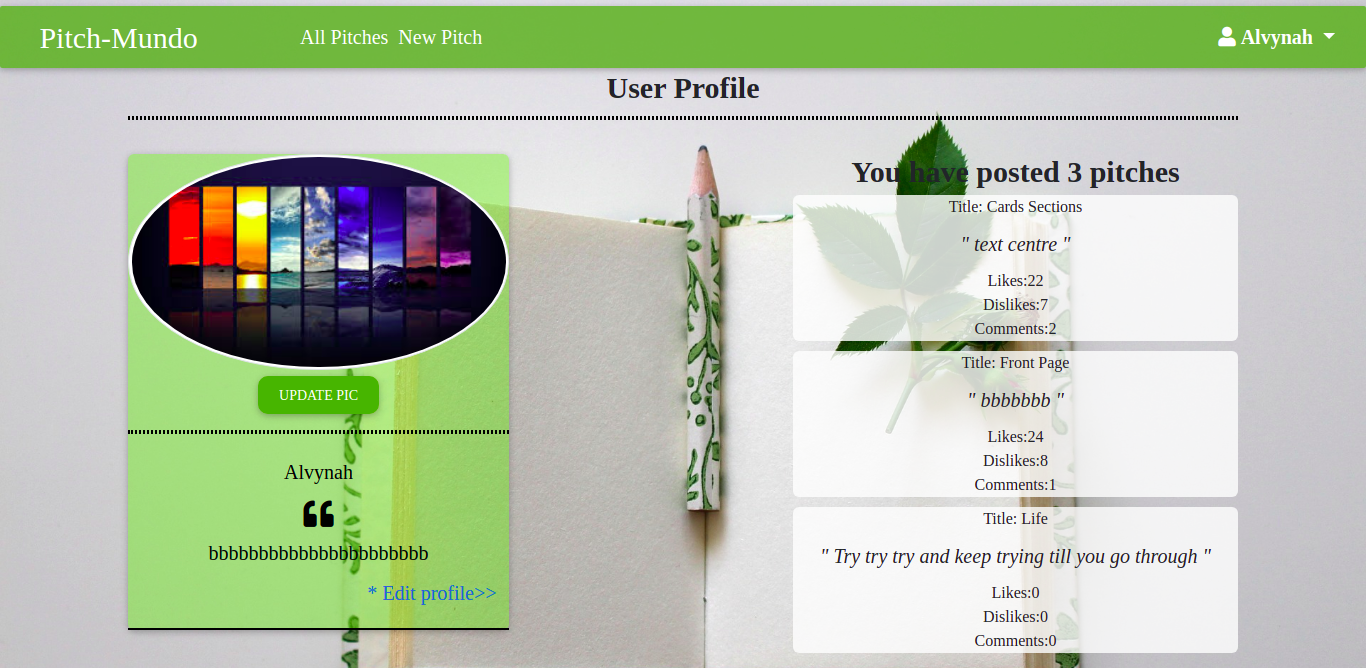 Pitch-Mundo All Pitches New Pitch Alvynah
User Profile
UPDATE PIC
Alvynah
bbbbbbbbbbbbbbbbbbbbbb
* Edit profile>>
You have posted 3 pitches
Title: Cards Sections
" text centre "
Likes:22
Dislikes:7
Comments:2
Title: Front Page
" bbbbbbb "
Likes:24
Dislikes:8
Comments:1
Title: Life
" Try try try and keep trying till you go through "
Likes:0
Dislikes:0
Comments:0